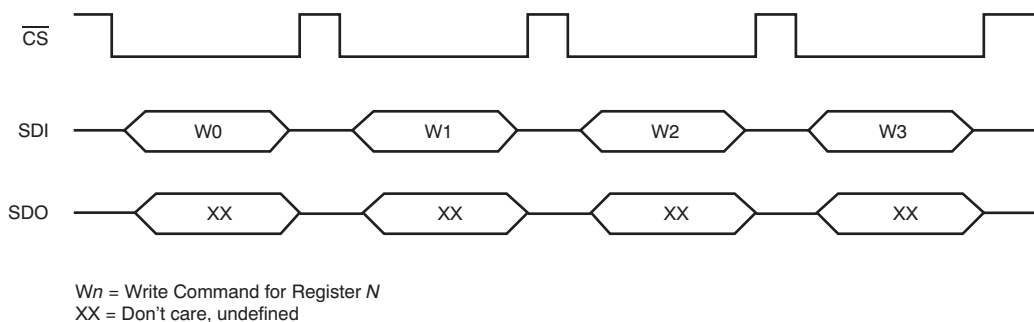 CS
SDI W0 W1 W2 W3
SDO XX XX XX XX
Wn = Write Command for Register N
XX = Don't care, undefined